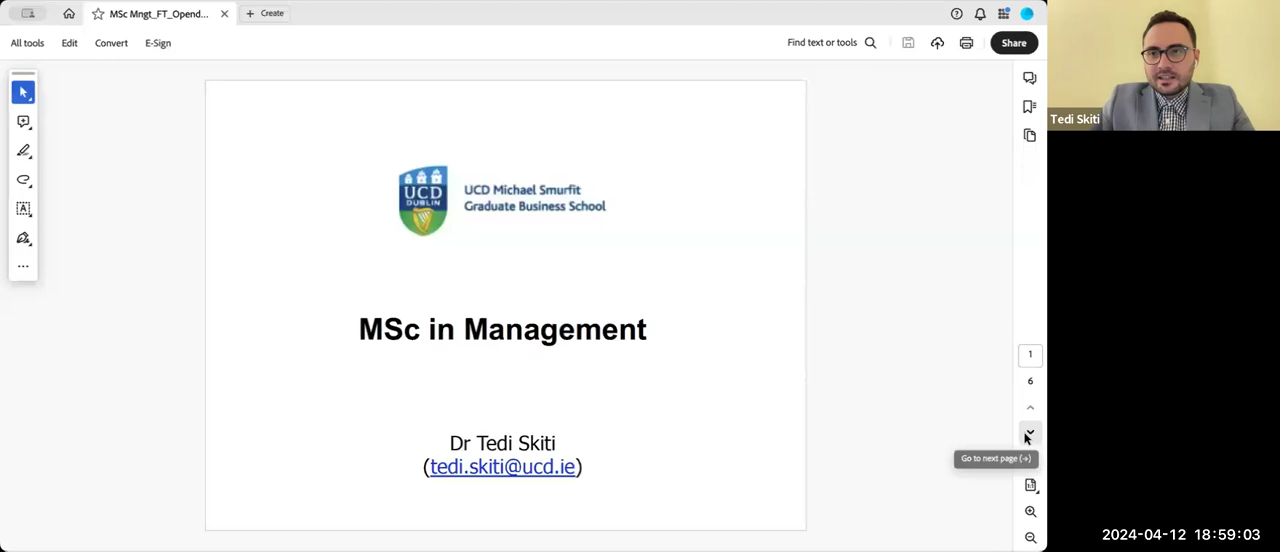 MSc Mngt_FT_Opend...
Create
All tools
Edit
Convert
E-Sign
Find text or tools
Share
Tedi Skiti
UCD
DUBLIN
UCD Michael Smurfit
Graduate Business School
MSc in Management
Dr Tedi Skiti
(tedi.skiti@ucd.ie)
1
6
Go to next page (→)
1:1
2024-04-12 18:59:03